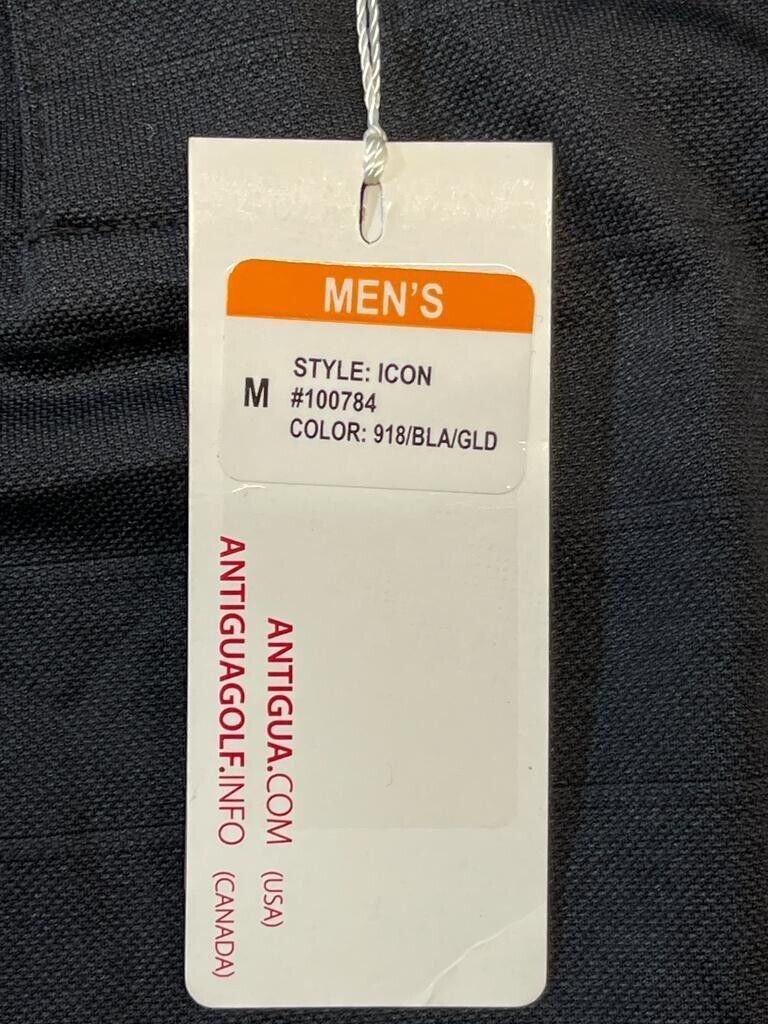 MEN'S
M
STYLE: ICON
#100784
COLOR: 918/BLA/GLD
ANTIGUA.COM (USA)
ANTIGUAGOLF.INFO (CANADA)